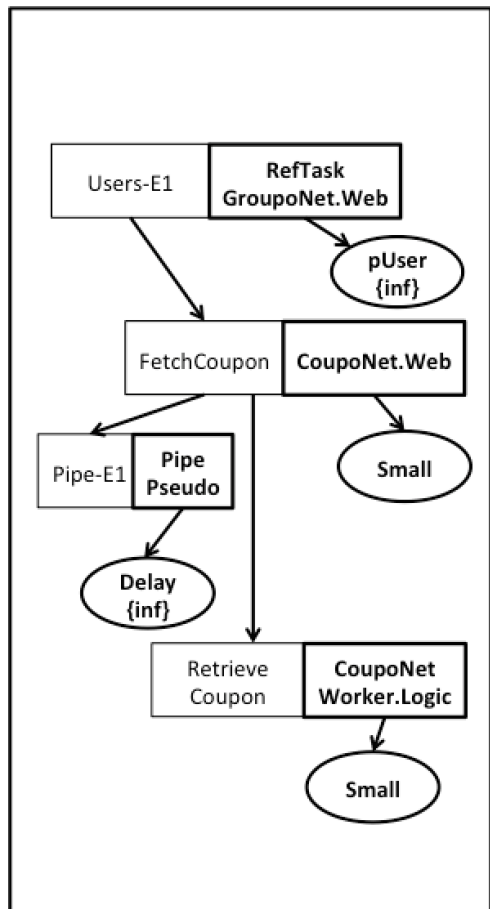 Users-E1
RefTask
GroupoNet.Web
pUser
{inf}
FetchCoupon
CoupoNet.Web
Pipe-E1
Pipe
Pseudo
Small
Delay
{inf}
Retrieve
Coupon
CoupoNet
Worker.Logic
Small